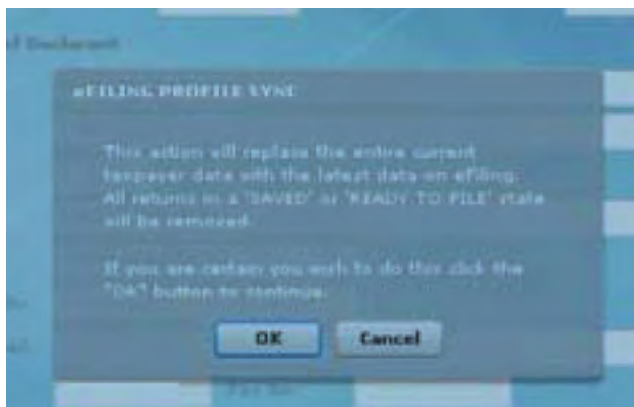 of Declarant
eFILING PROFILE SYNC
This action will replace the entire current
taxpayer data with the latest data on eFiling.
All returns in a 'SAVED' or 'READY TO FILE' state
will be removed.
If you are certain you wish to do this click the
"OK" button to continue.
OK
Cancel